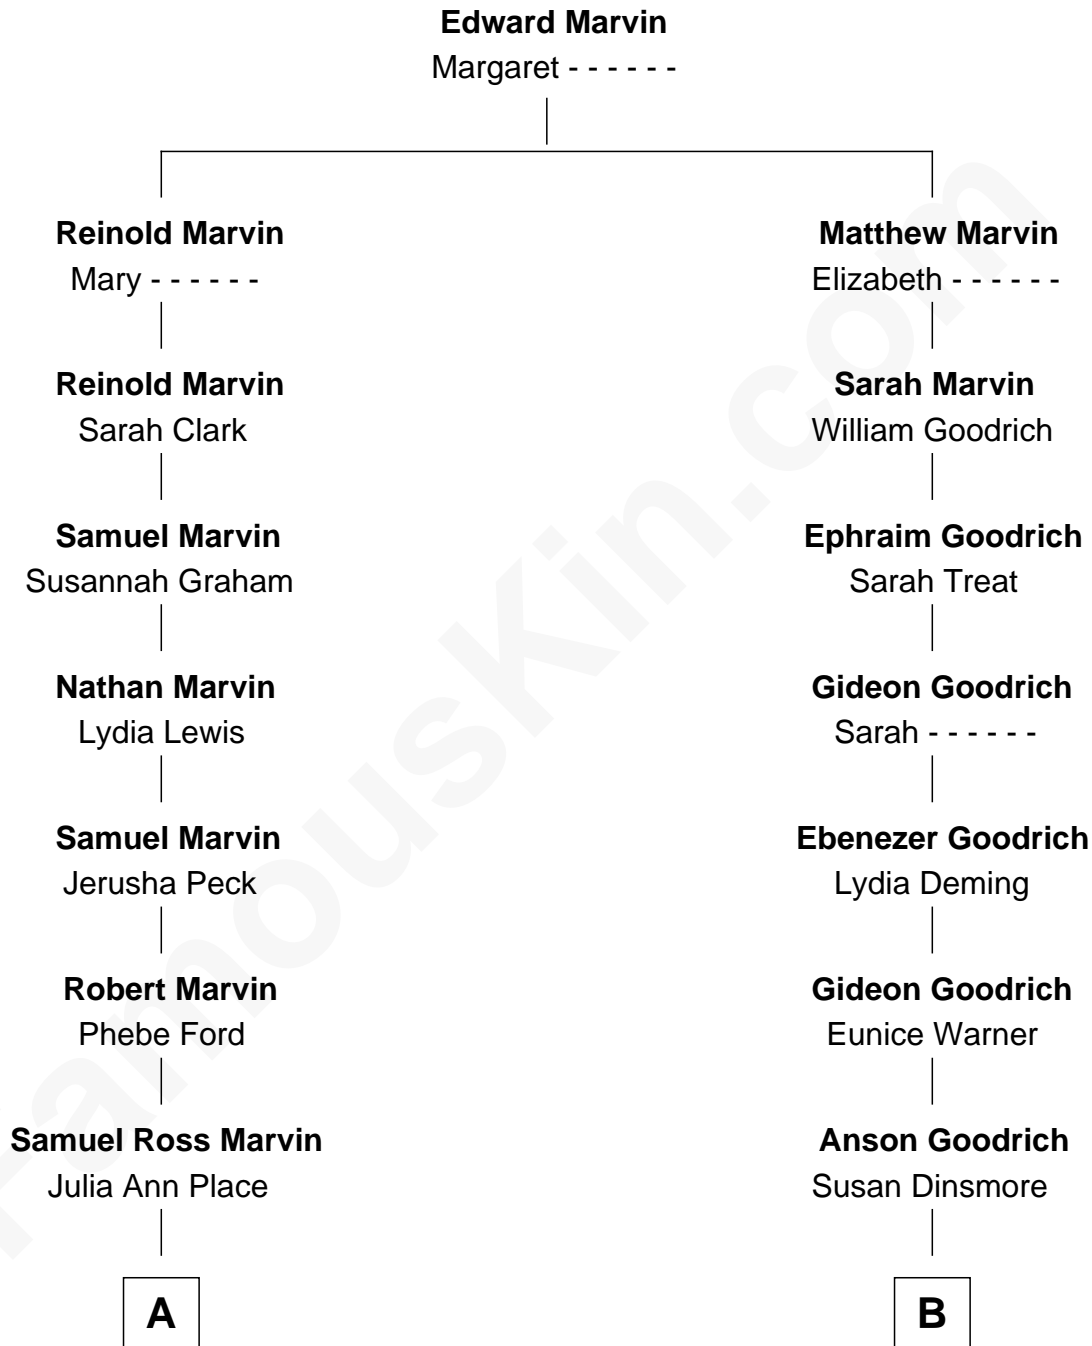 Edward Marvin
Margaret - - - - - -
Reinold Marvin
Mary - - - - - -
Matthew Marvin
Elizabeth - - - - - -
Reinold Marvin
Sarah Clark
Sarah Marvin
William Goodrich
Samuel Marvin
Susannah Graham
Ephraim Goodrich
Sarah Treat
Nathan Marvin
Lydia Lewis
Gideon Goodrich
Sarah - - - - - -
Samuel Marvin
Jerusha Peck
Ebenezer Goodrich
Lydia Deming
Robert Marvin
Phebe Ford
Gideon Goodrich
Eunice Warner
Samuel Ross Marvin
Julia Ann Place
Anson Goodrich
Susan Dinsmore
A
B
FamousKin.com